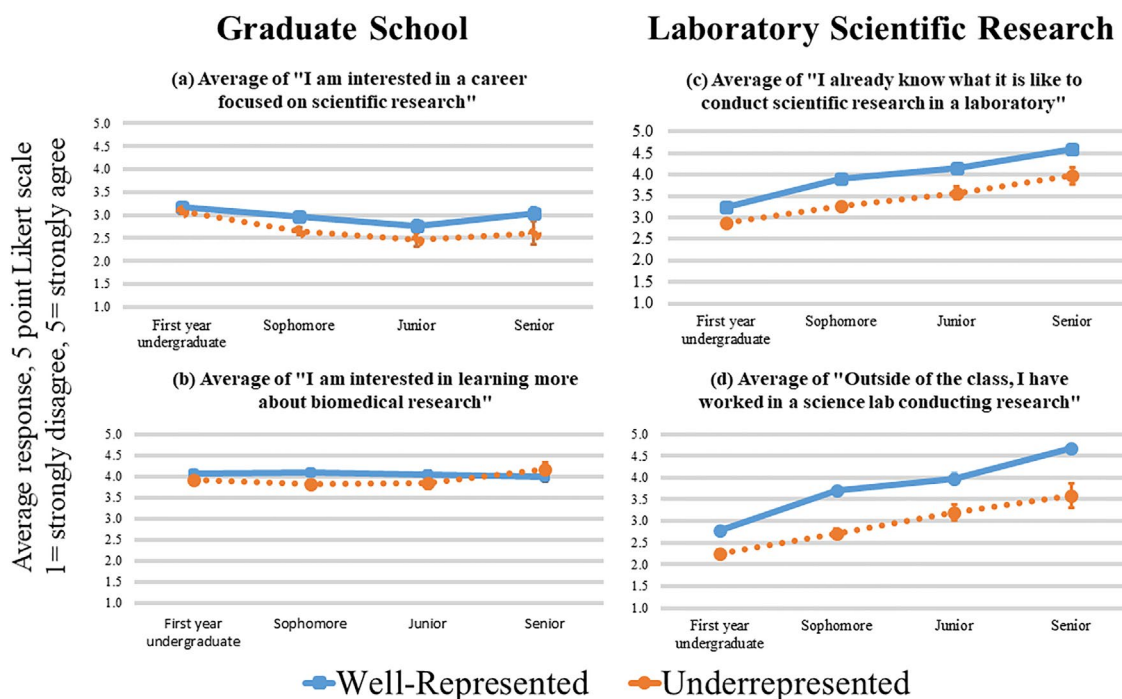 Graduate School
Laboratory Scientific Research
Average response, 5 point Likert scale
1= strongly disagree, 5= strongly agree
(a) Average of "I am interested in a career
focused on scientific research"
5.0
4.5
4.0
3.5
3.0
2.5
2.0
1.5
1.0
First year
undergraduate
Sophomore
Junior
Senior
(b) Average of "I am interested in learning more
about biomedical research"
5.0
4.5
4.0
3.5
3.0
2.5
2.0
1.5
1.0
First year
undergraduate
Sophomore
Junior
Senior
(c) Average of "I already know what it is like to
conduct scientific research in a laboratory"
5.0
4.5
4.0
3.5
3.0
2.5
2.0
1.5
1.0
First year
undergraduate
Sophomore
Junior
Senior
(d) Average of "Outside of the class, I have
worked in a science lab conducting research"
5.0
4.5
4.0
3.5
3.0
2.5
2.0
1.5
1.0
First year
undergraduate
Sophomore
Junior
Senior
Well-Represented
Underrepresented